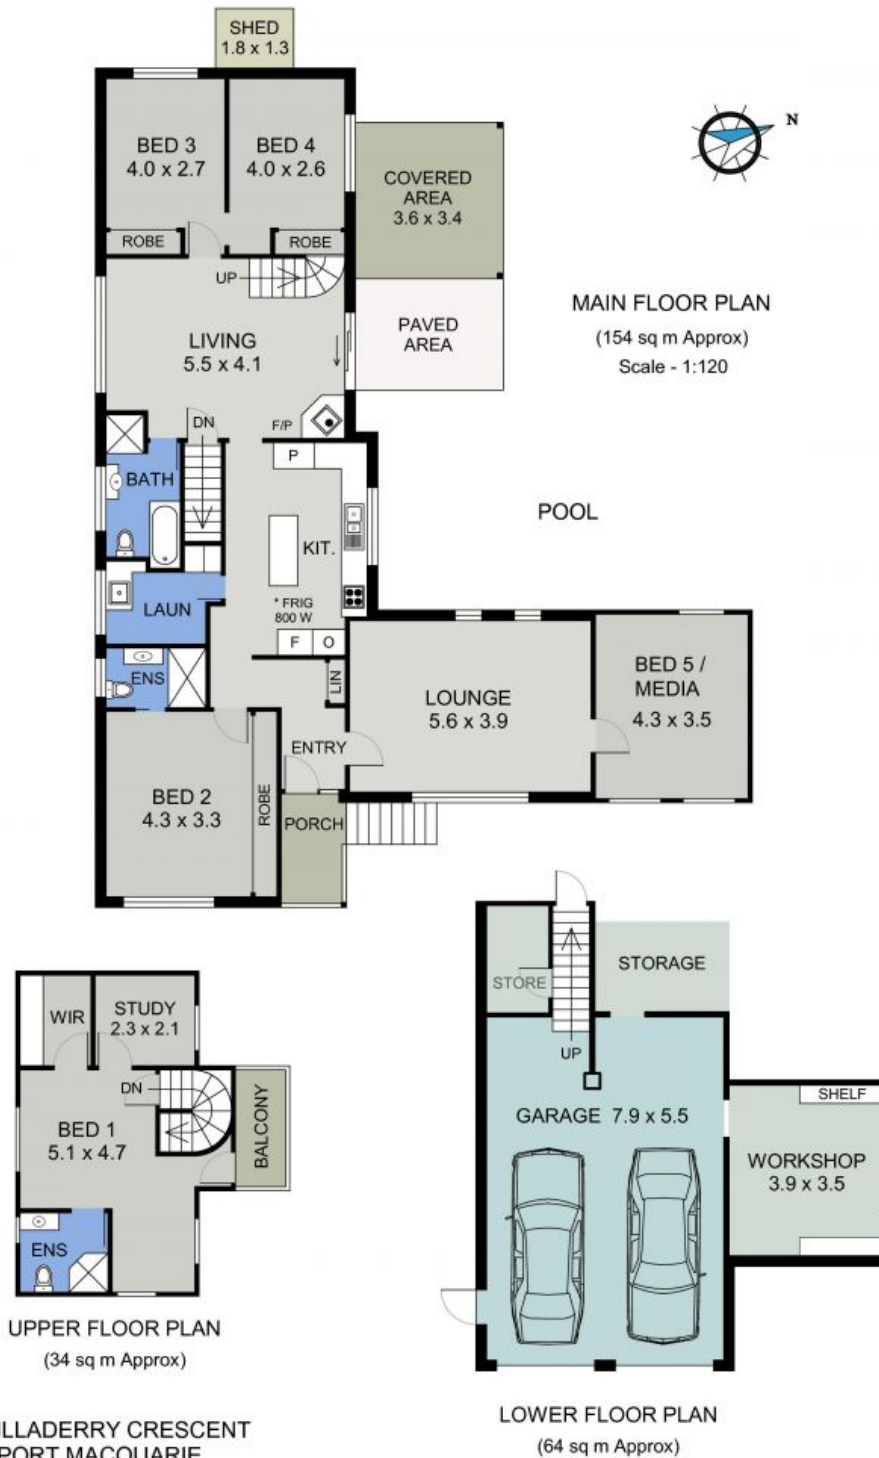 SHED
1.8 x 1.3
BED 3
4.0 x 2.7
BED 4
4.0 x 2.6
ROBE
ROBE
COVERED
AREA
3.6 x 3.4
N
UP
LIVING
5.5 x 4.1
PAVED
AREA
MAIN FLOOR PLAN
(154 sq m Approx)
Scale - 1:120
DN
F/P
P
BATH
KIT.
POOL
LAUN
* FRIG
800 W
F
O
ENS
LIN
LOUNGE
5.6 x 3.9
BED 5 /
MEDIA
4.3 x 3.5
ENTRY
BED 2
4.3 x 3.3
ROBE
PORCH
WIR
STUDY
2.3 x 2.1
DN
BED 1
5.1 x 4.7
BALCONY
ENS
UPPER FLOOR PLAN
(34 sq m Approx)
STORE
STORAGE
UP
GARAGE 7.9 x 5.5
SHELF
WORKSHOP
3.9 x 3.5
LOWER FLOOR PLAN
(64 sq m Approx)
CRESCENT
PORT MACQUARIE